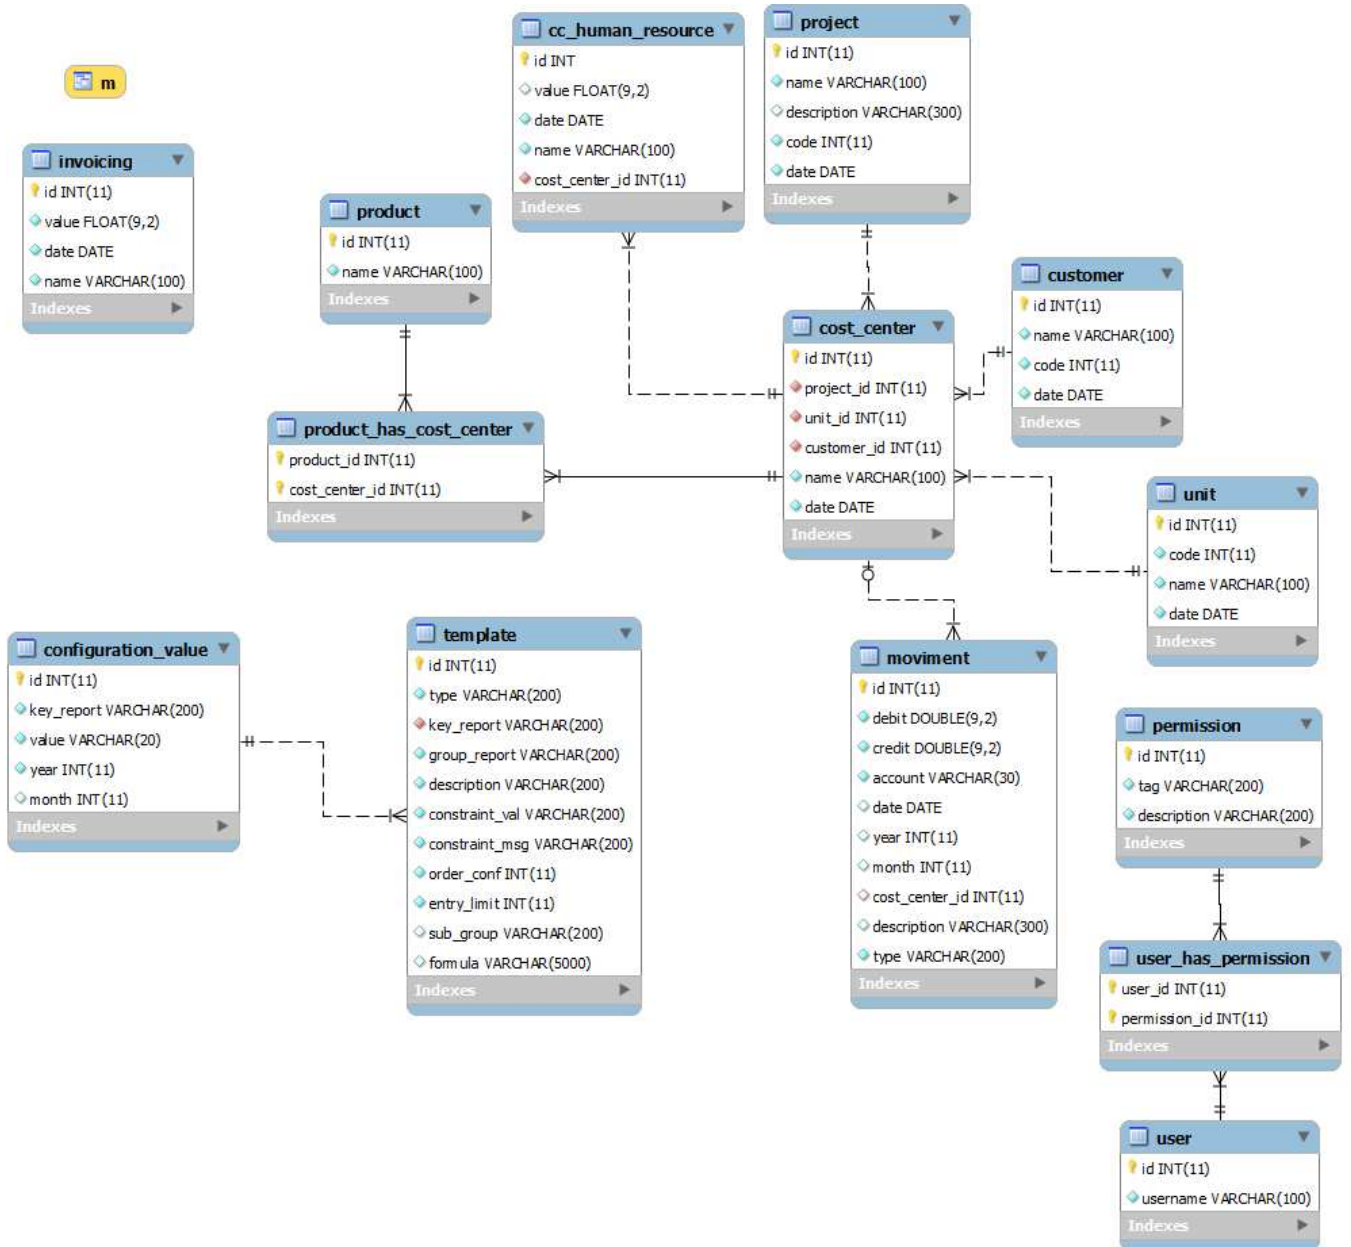 m
invoicing
id INT(11)
value FLOAT(9,2)
date DATE
name VARCHAR(100)
Indexes
product
id INT(11)
name VARCHAR(100)
Indexes
cc_human_resource
id INT
value FLOAT(9,2)
date DATE
name VARCHAR(100)
cost_center_id INT(11)
Indexes
project
id INT(11)
name VARCHAR(100)
description VARCHAR(300)
code INT(11)
date DATE
Indexes
customer
id INT(11)
name VARCHAR(100)
code INT(11)
date DATE
Indexes
cost_center
id INT(11)
project_id INT(11)
unit_id INT(11)
customer_id INT(11)
name VARCHAR(100)
date DATE
Indexes
product_has_cost_center
product_id INT(11)
cost_center_id INT(11)
Indexes
unit
id INT(11)
code INT(11)
name VARCHAR(100)
date DATE
Indexes
configuration_value
id INT(11)
key_report VARCHAR(200)
value VARCHAR(20)
year INT(11)
month INT(11)
Indexes
template
id INT(11)
type VARCHAR(200)
key_report VARCHAR(200)
group_report VARCHAR(200)
description VARCHAR(200)
constraint_val VARCHAR(200)
constraint_msg VARCHAR(200)
order_conf INT(11)
entry_limit INT(11)
sub_group VARCHAR(200)
formula VARCHAR(5000)
Indexes
moviment
id INT(11)
debit DOUBLE(9,2)
credit DOUBLE(9,2)
account VARCHAR(30)
date DATE
year INT(11)
month INT(11)
cost_center_id INT(11)
description VARCHAR(300)
type VARCHAR(200)
Indexes
permission
id INT(11)
tag VARCHAR(200)
description VARCHAR(200)
Indexes
user_has_permission
user_id INT(11)
permission_id INT(11)
Indexes
user
id INT(11)
username VARCHAR(100)
Indexes